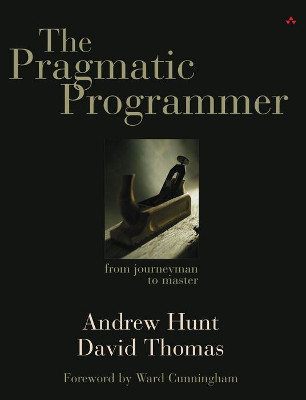 The
Pragmatic
Programmer
from journeyman
to master
Andrew Hunt
David Thomas
Foreword by Ward Cunningham